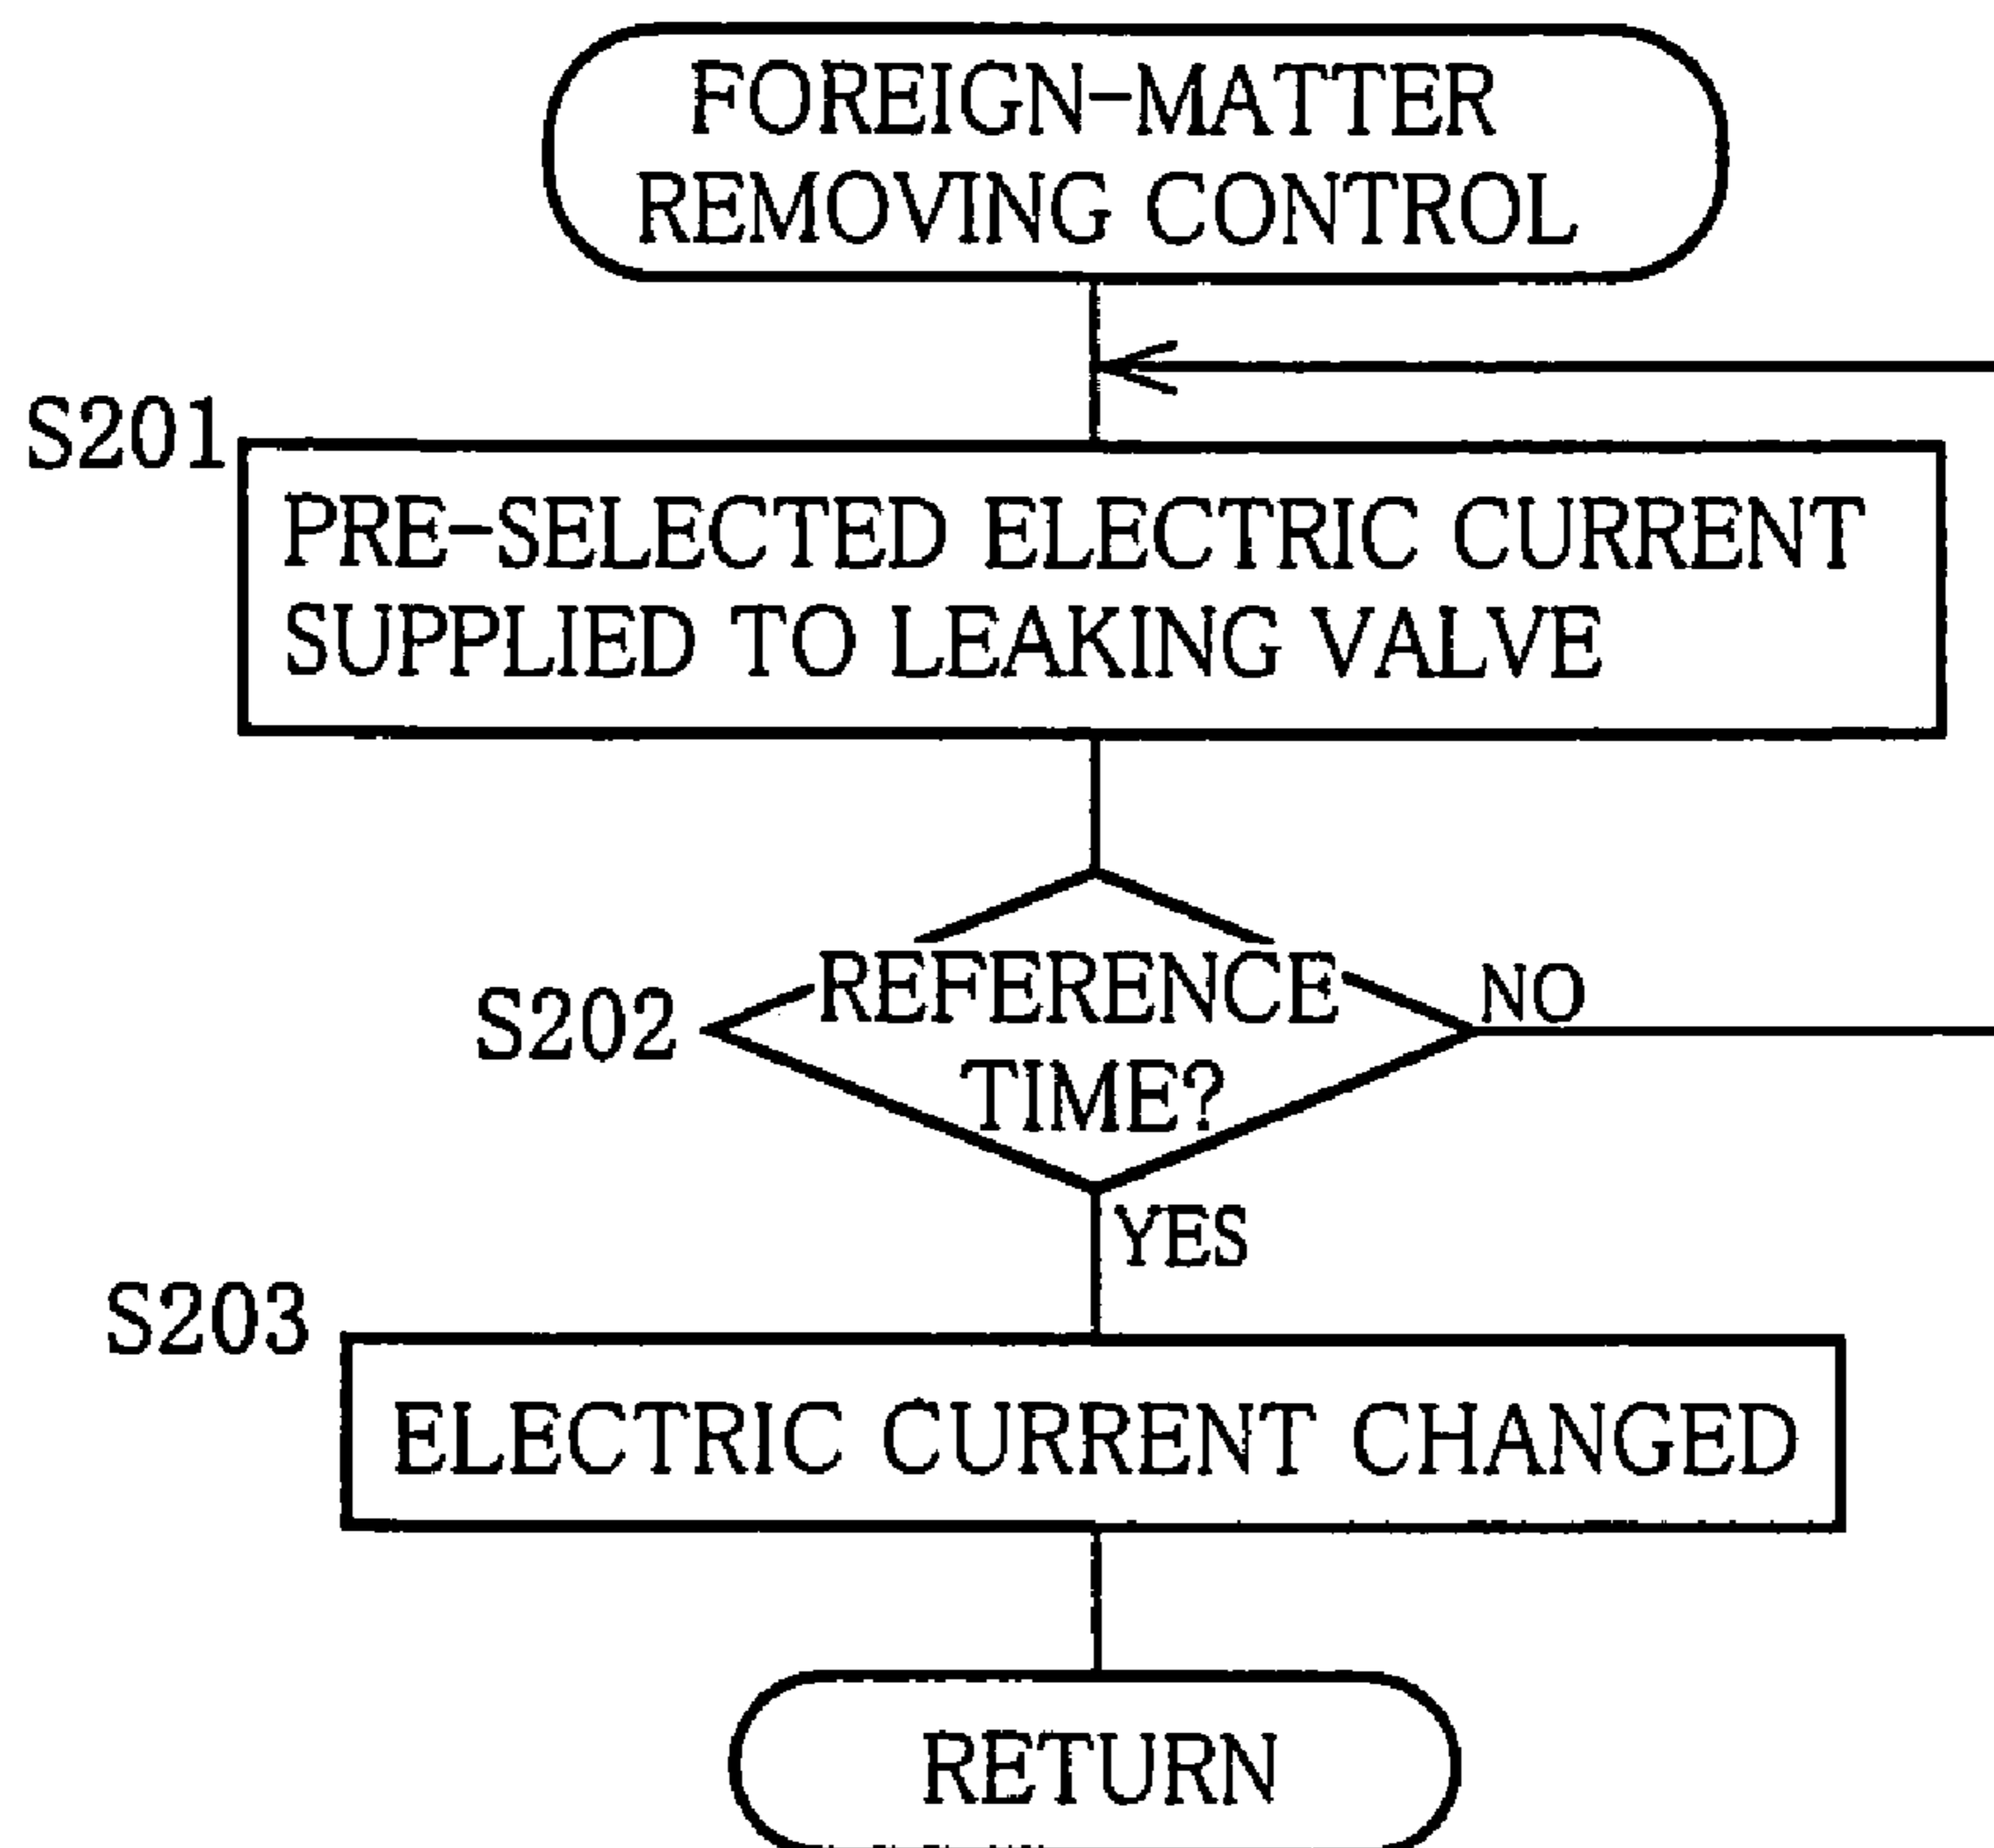 FOREIGN-MATTER
REMOVING CONTROL
S201
PRE-SELECTED ELECTRIC CURRENT
SUPPLIED TO LEAKING VALVE
S202
REFERENCE
TIME?
NO
YES
S203
ELECTRIC CURRENT CHANGED
RETURN